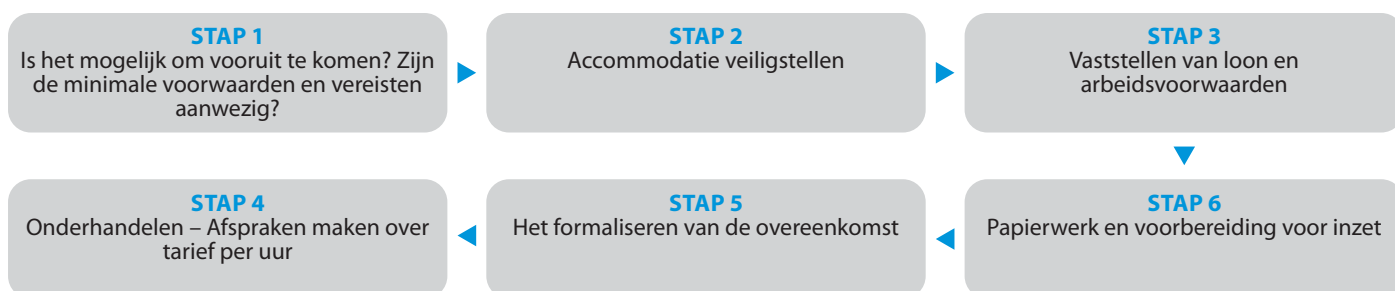 STAP 1
Is het mogelijk om vooruit te komen? Zijn
de minimale voorwaarden en vereisten
aanwezig?
STAP 2
Accommodatie veiligstellen
STAP 3
Vaststellen van loon en
arbeidsvoorwaarden
STAP 4
Onderhandelen – Afspraken maken over
tarief per uur
STAP 5
Het formaliseren van de overeenkomst
STAP 6
Papierwerk en voorbereiding voor inzet